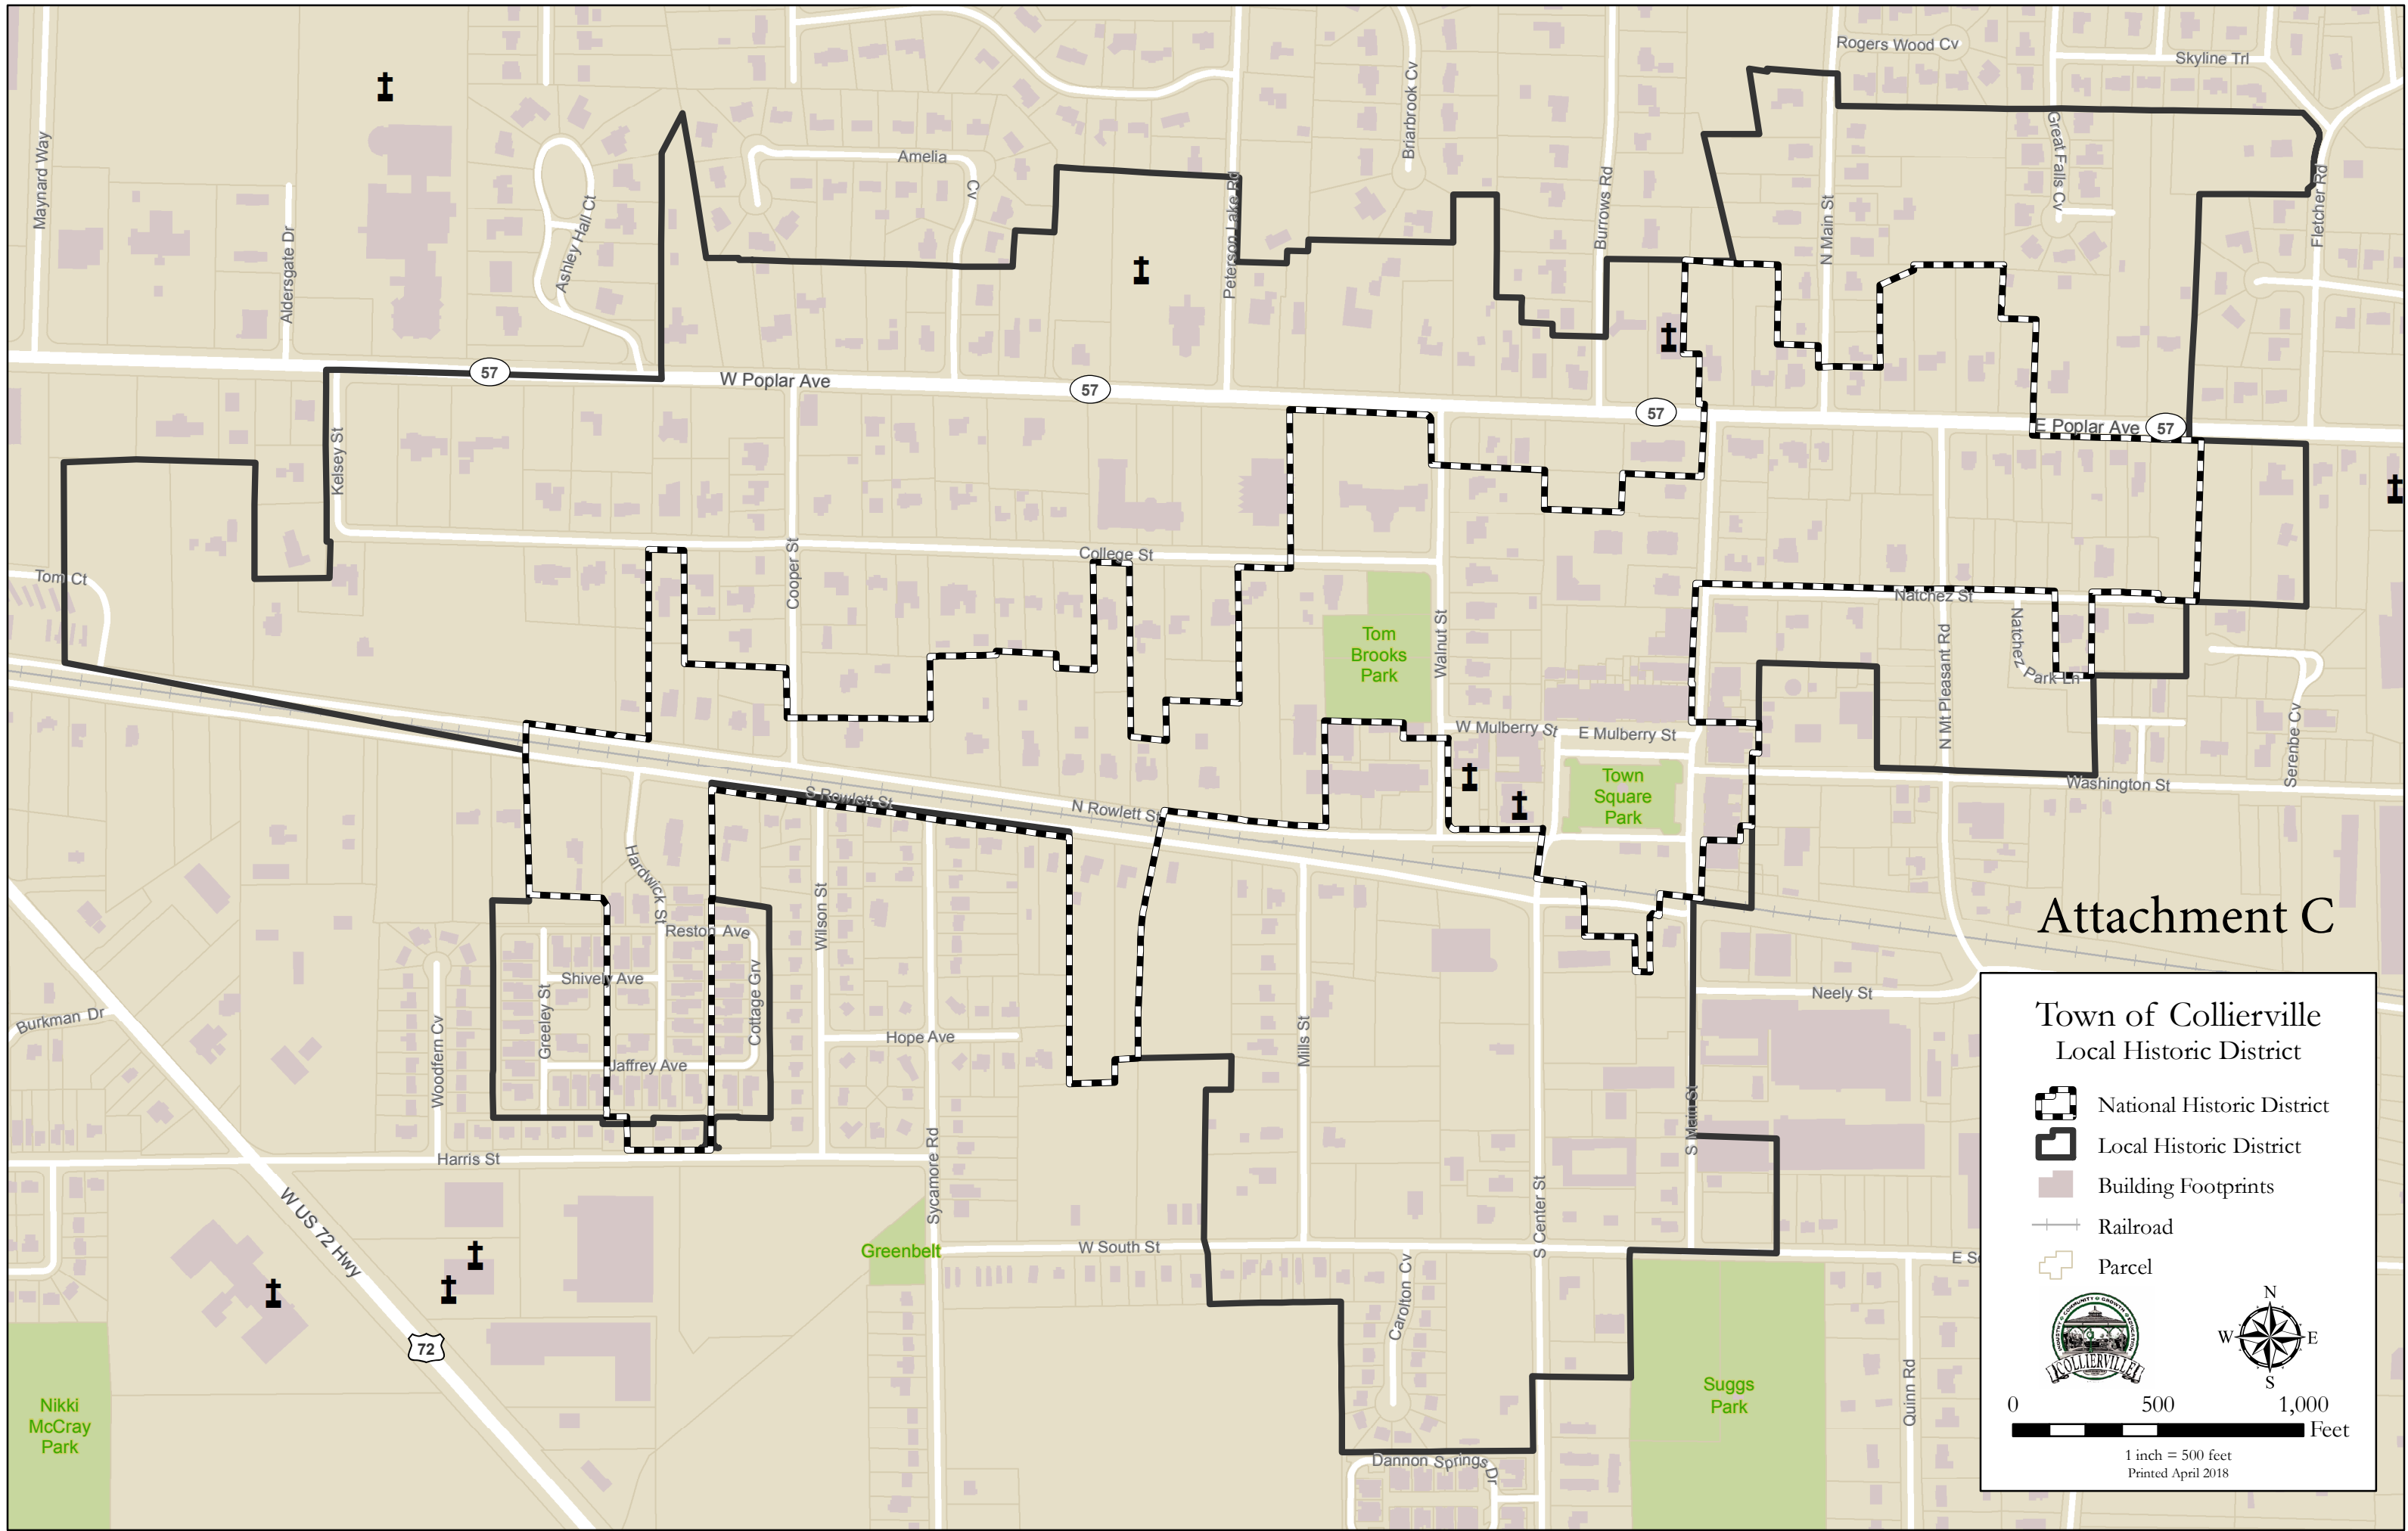 Rogers Wood Cv
Skyline Trl
Maynard Way
Aldersgate Dr
Ashley Hall Ct
Amelia
Cv
Peterson Lake Rd
Briarbrook Cv
Burrows Rd
N Main St
Great Falls Cv
Fletcher Rd
57
W Poplar Ave
57
57
E Poplar Ave
57
Kelsey St
Tom Ct
Cooper St
College St
Tom
Brooks
Park
Walnut St
Natchez St
Natchez Park Ln
N Mt Pleasant Rd
W Mulberry St
E Mulberry St
Town
Square
Park
Washington St
Serenbe Cv
S Rowlett St
N Rowlett St
Hardwick St
Reston Ave
Wilson St
Shively Ave
Greeley St
Cottage Grv
Jaffrey Ave
Woodfern Cv
Burkman Dr
Hope Ave
Mills St
Neely St
S Main St
Harris St
Sycamore Rd
W South St
S Center St
Greenbelt
W US 72 Hwy
72
Carolton Cv
Dannon Springs Dr
Suggs
Park
Quinn Rd
Nikki
McCray
Park
Attachment C
Town of Collierville
Local Historic District
National Historic District
Local Historic District
Building Footprints
Railroad
Parcel
COLLIERVILLE
N
W E
S
0 500 1,000
Feet
1 inch = 500 feet
Printed April 2018